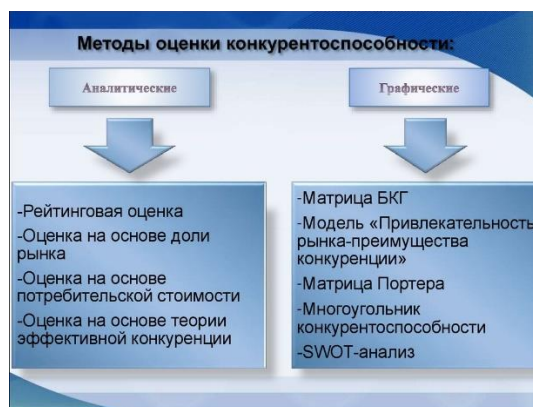 Методы оценки конкурентоспособности:
Аналитические
Графические
-Рейтинговая оценка
-Оценка на основе доли
рынка
-Оценка на основе
потребительской стоимости
-Оценка на основе теории
эффективной конкуренции
-Матрица БКГ
-Модель «Привлекательность
рынка-преимущества
конкуренции»
-Матрица Портера
-Многоугольник
конкурентоспособности
-SWOT-анализ